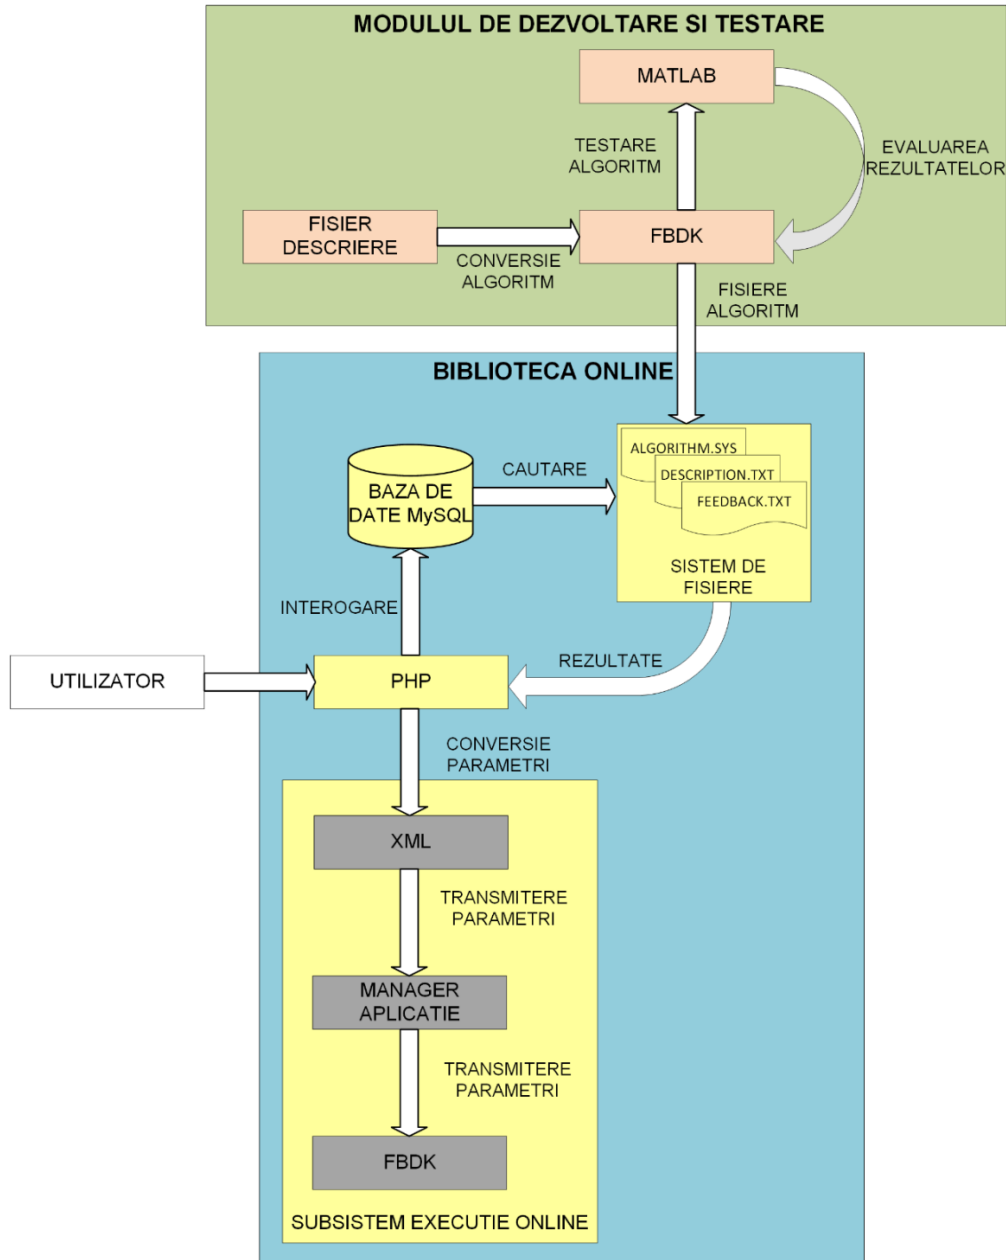 MODULUL DE DEZVOLTARE SI TESTARE
MATLAB
TESTARE
ALGORITM
EVALUAREA
REZULTATELOR
FISIER
DESCRIERE
CONVERSIE
ALGORITM
FBDK
FISIERE
ALGORITM
BIBLIOTECA ONLINE
BAZA DE
DATE MySQL
CAUTARE
ALGORITHM.SYS
DESCRIPTION.TXT
FEEDBACK.TXT
SISTEM DE
FISIERE
INTEROGARE
UTILIZATOR
PHP
REZULTATE
CONVERSIE
PARAMETRI
XML
TRANSMITERE
PARAMETRI
MANAGER
APLICATIE
TRANSMITERE
PARAMETRI
FBDK
SUBSISTEM EXECUTIE ONLINE